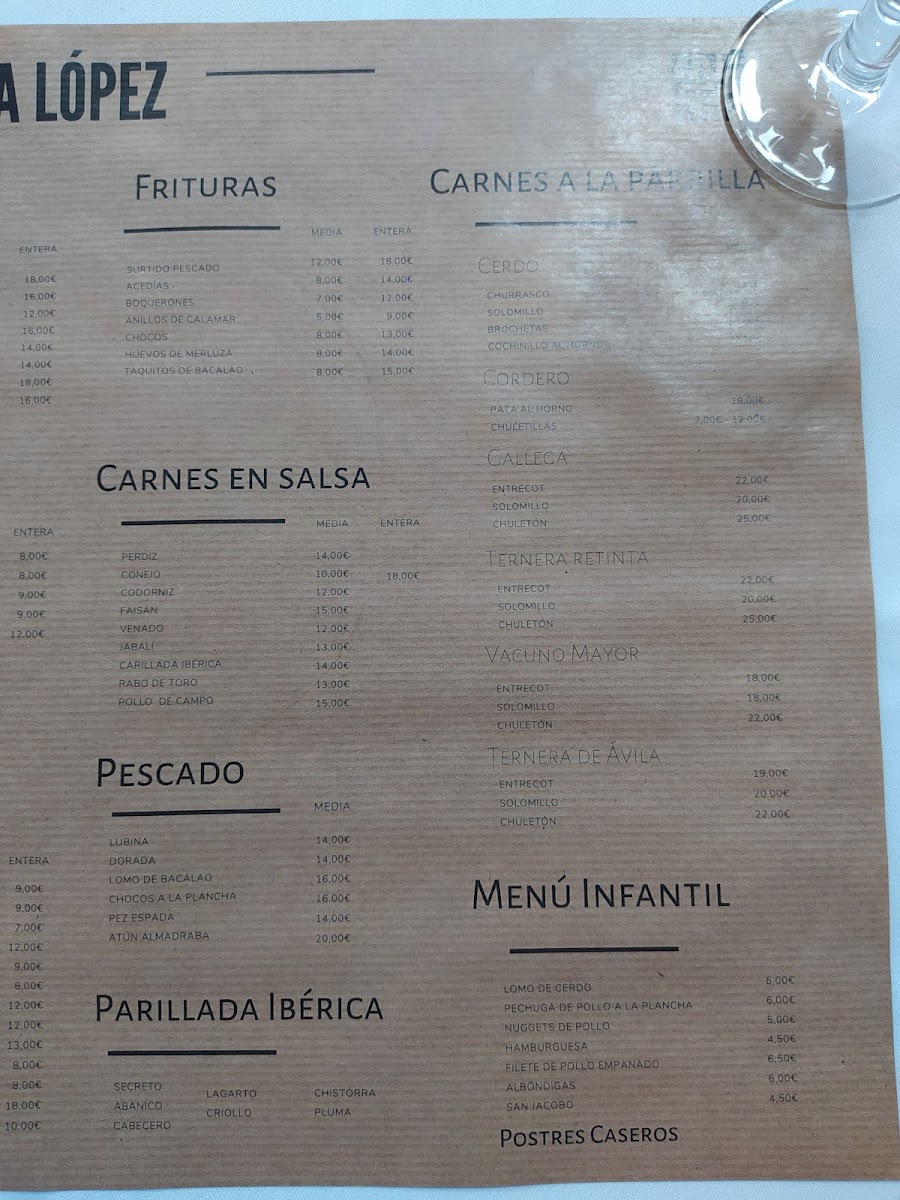 A LÓPEZ
ENTERA
18,00€
16,00€
12,00€
16,00€
14,00€
14,00€
18,00€
16,00€
ENTERA
8,00€
8,00€
9,00€
9,00€
12,00€
ENTERA
9,00€
9,00€
7,00€
12,00€
9,00€
8,00€
12,00€
12,00€
13,00€
8,00€
8,00€
18,00€
10,00€
FRITURAS
MEDIA ENTERA
SURTIDO PESCADO 12,00€ 18,00€
ACEDÍAS 8,00€ 14,00€
BOQUERONES 7,00€ 12,00€
ANILLOS DE CALAMAR 5,00€ 9,00€
CHOCOS 8,00€ 13,00€
HUEVOS DE MERLUZA 8,00€ 14,00€
TAQUITOS DE BACALAO 8,00€ 15,00€
CARNES EN SALSA
MEDIA ENTERA
PERDIZ 14,00€
CONEJO 10,00€ 18,00€
CODORNIZ 12,00€
FAISÁN 15,00€
VENADO 12,00€
JABALÍ 13,00€
CARILLADA IBÉRICA 14,00€
RABO DE TORO 13,00€
POLLO DE CAMPO 15,00€
PESCADO
MEDIA
LUBINA 14,00€
DORADA 14,00€
LOMO DE BACALAO 16,00€
CHOCOS A LA PLANCHA 16,00€
PEZ ESPADA 14,00€
ATÚN ALMADRABA 20,00€
PARILLADA IBÉRICA
SECRETO LAGARTO CHISTORRA
ABANICO CRIOLLO PLUMA
CABECERO
CARNES A LA PARRILLA
CERDO
CHURRASCO
SOLOMILLO
BROCHETAS
COCHINILLO AL HORNO
CORDERO
PATA AL HORNO 18,00€
CHULETILLAS 7,00€ - 12,00€
GALLEGA
ENTRECOT 22,00€
SOLOMILLO 20,00€
CHULETÓN 25,00€
TERNERA RETINTA
ENTRECOT 22,00€
SOLOMILLO 20,00€
CHULETÓN 25,00€
VACUNO MAYOR
ENTRECOT 18,00€
SOLOMILLO 18,00€
CHULETÓN 22,00€
TERNERA DE ÁVILA
ENTRECOT 19,00€
SOLOMILLO 20,00€
CHULETÓN 22,00€
MENÚ INFANTIL
LOMO DE CERDO 6,00€
PECHUGA DE POLLO A LA PLANCHA 6,00€
NUGGETS DE POLLO 5,00€
HAMBURGUESA 4,50€
FILETE DE POLLO EMPANADO 6,50€
ALBÓNDIGAS 6,00€
SAN JACOBO 4,50€
POSTRES CASEROS